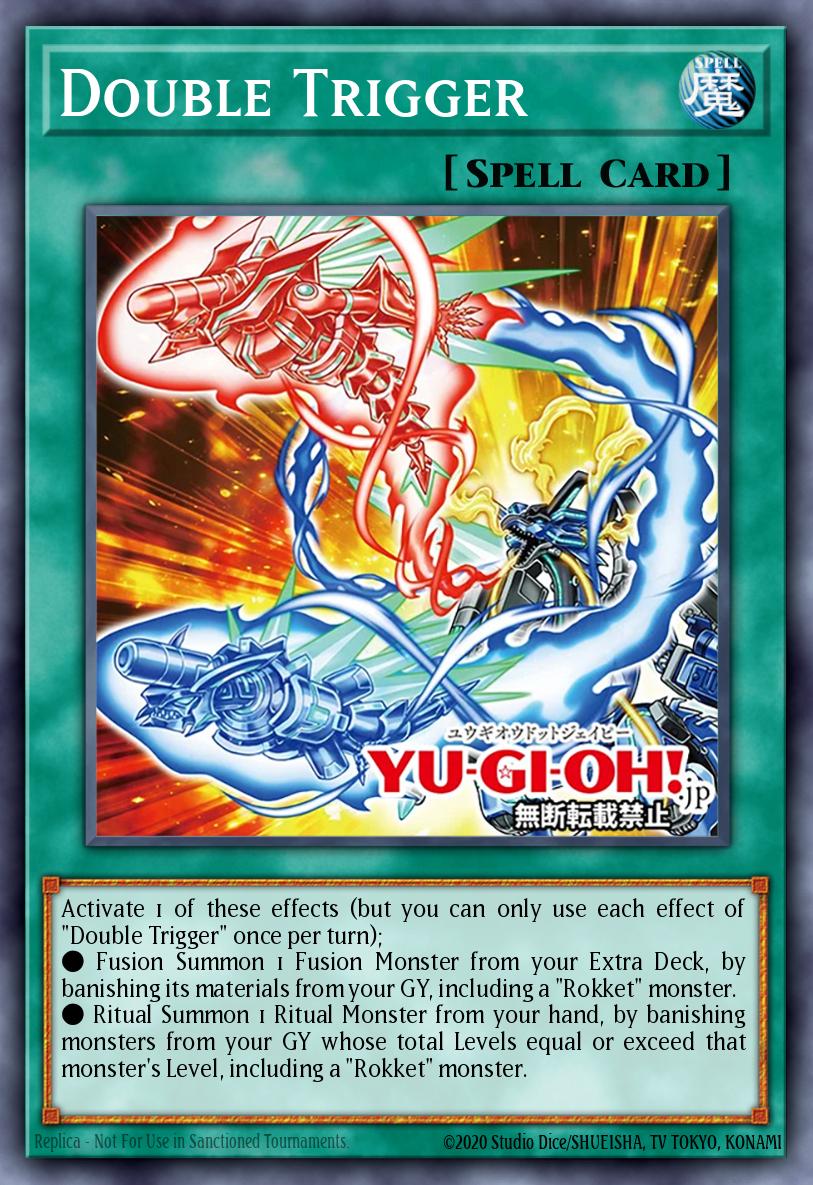 DOUBLE TRIGGER
SPELL
魔
[SPELL CARD]
ユウギオウドットジェイピー
YU-GI-OH!
.jp
無断転載禁止
Activate 1 of these effects (but you can only use each effect of
"Double Trigger" once per turn);
● Fusion Summon 1 Fusion Monster from your Extra Deck, by
banishing its materials from your GY, including a "Rokket" monster.
● Ritual Summon 1 Ritual Monster from your hand, by banishing
monsters from your GY whose total Levels equal or exceed that
monster's Level, including a "Rokket" monster.
Replica - Not For Use in Sanctioned Tournaments.
©2020 Studio Dice/SHUEISHA, TV TOKYO, KONAMI